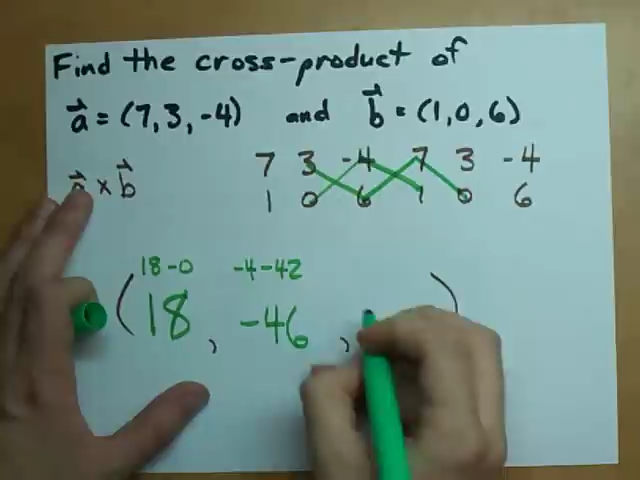 Find the cross-product of
a⃗ = (7, 3, -4) and b⃗ = (1, 0, 6)
7 3 -4 7 3 -4
a⃗ × b⃗ 1 0 6 1 0 6
18-0 -4-42
(18, -46, )